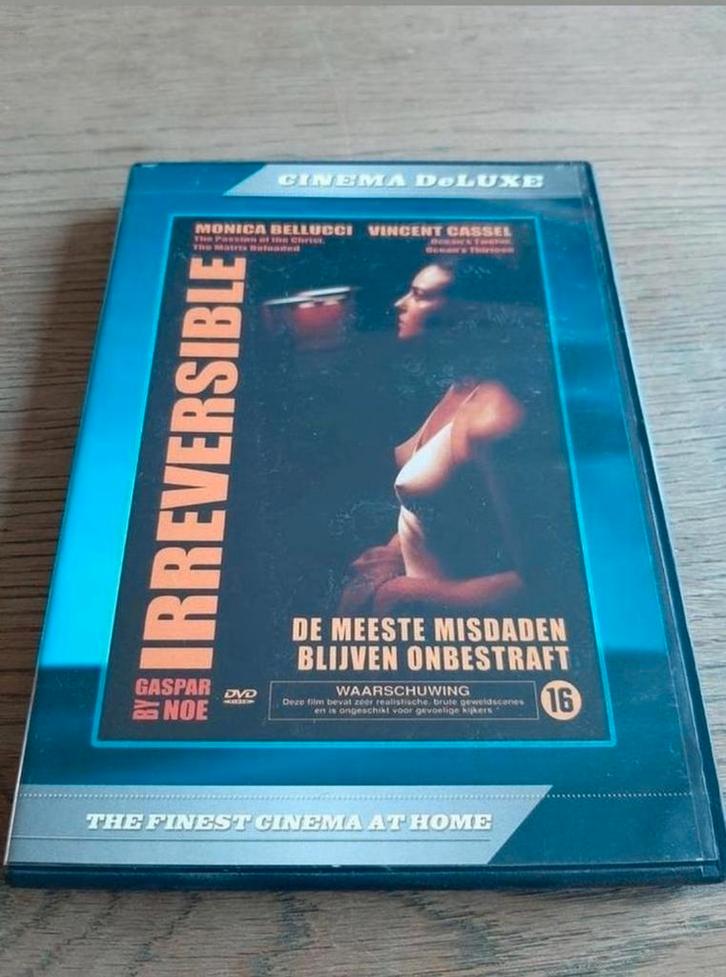 CINEMA DeLUXE
MONICA BELLUCCI VINCENT CASSEL
The Passion of the Christ, Ocean's Twelve,
The Matrix Reloaded Ocean's Thirteen
IRREVERSIBLE
DE MEESTE MISDADEN
BLIJVEN ONBESTRAFT
BY GASPAR NOE
DVD
VIDEO
WAARSCHUWING
Deze film bevat zéér realistische, brute geweldscenes
en is ongeschikt voor gevoelige kijkers
16
THE FINEST CINEMA AT HOME